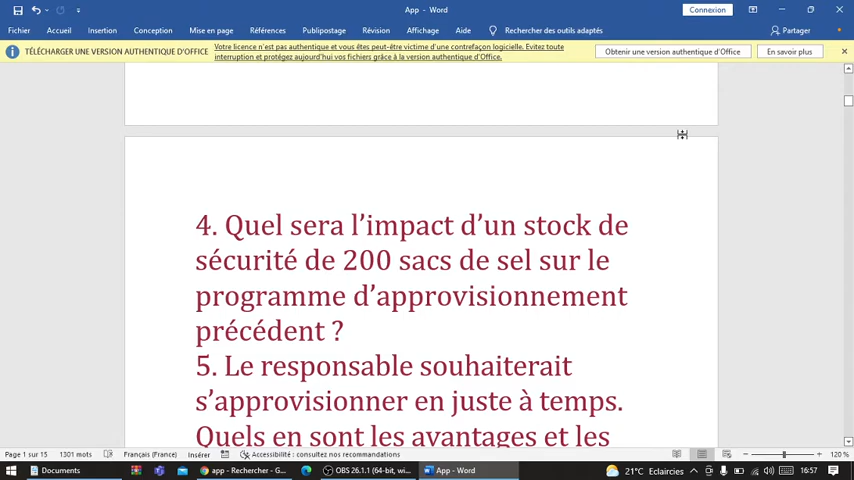 App - Word
Connexion
Fichier Accueil Insertion Conception Mise en page Références Publipostage Révision Affichage Aide Rechercher des outils adaptés Partager
TÉLÉCHARGER UNE VERSION AUTHENTIQUE D'OFFICE
Votre licence n'est pas authentique et vous êtes peut-être victime d'une contrefaçon logicielle. Évitez toute
interruption et protégez aujourd'hui vos fichiers grâce à la version authentique d'Office.
Obtenir une version authentique d'Office
En savoir plus
4. Quel sera l'impact d'un stock de
sécurité de 200 sacs de sel sur le
programme d'approvisionnement
précédent ?
5. Le responsable souhaiterait
s'approvisionner en juste à temps.
Quels en sont les avantages et les
Page 1 sur 15 1301 mots Français (France) Insérer Accessibilité : consultez nos recommandations 120 %
Documents app - Rechercher - G... OBS 26.1.1 (64-bit, wi... App - Word 21°C Eclaircies 16:57